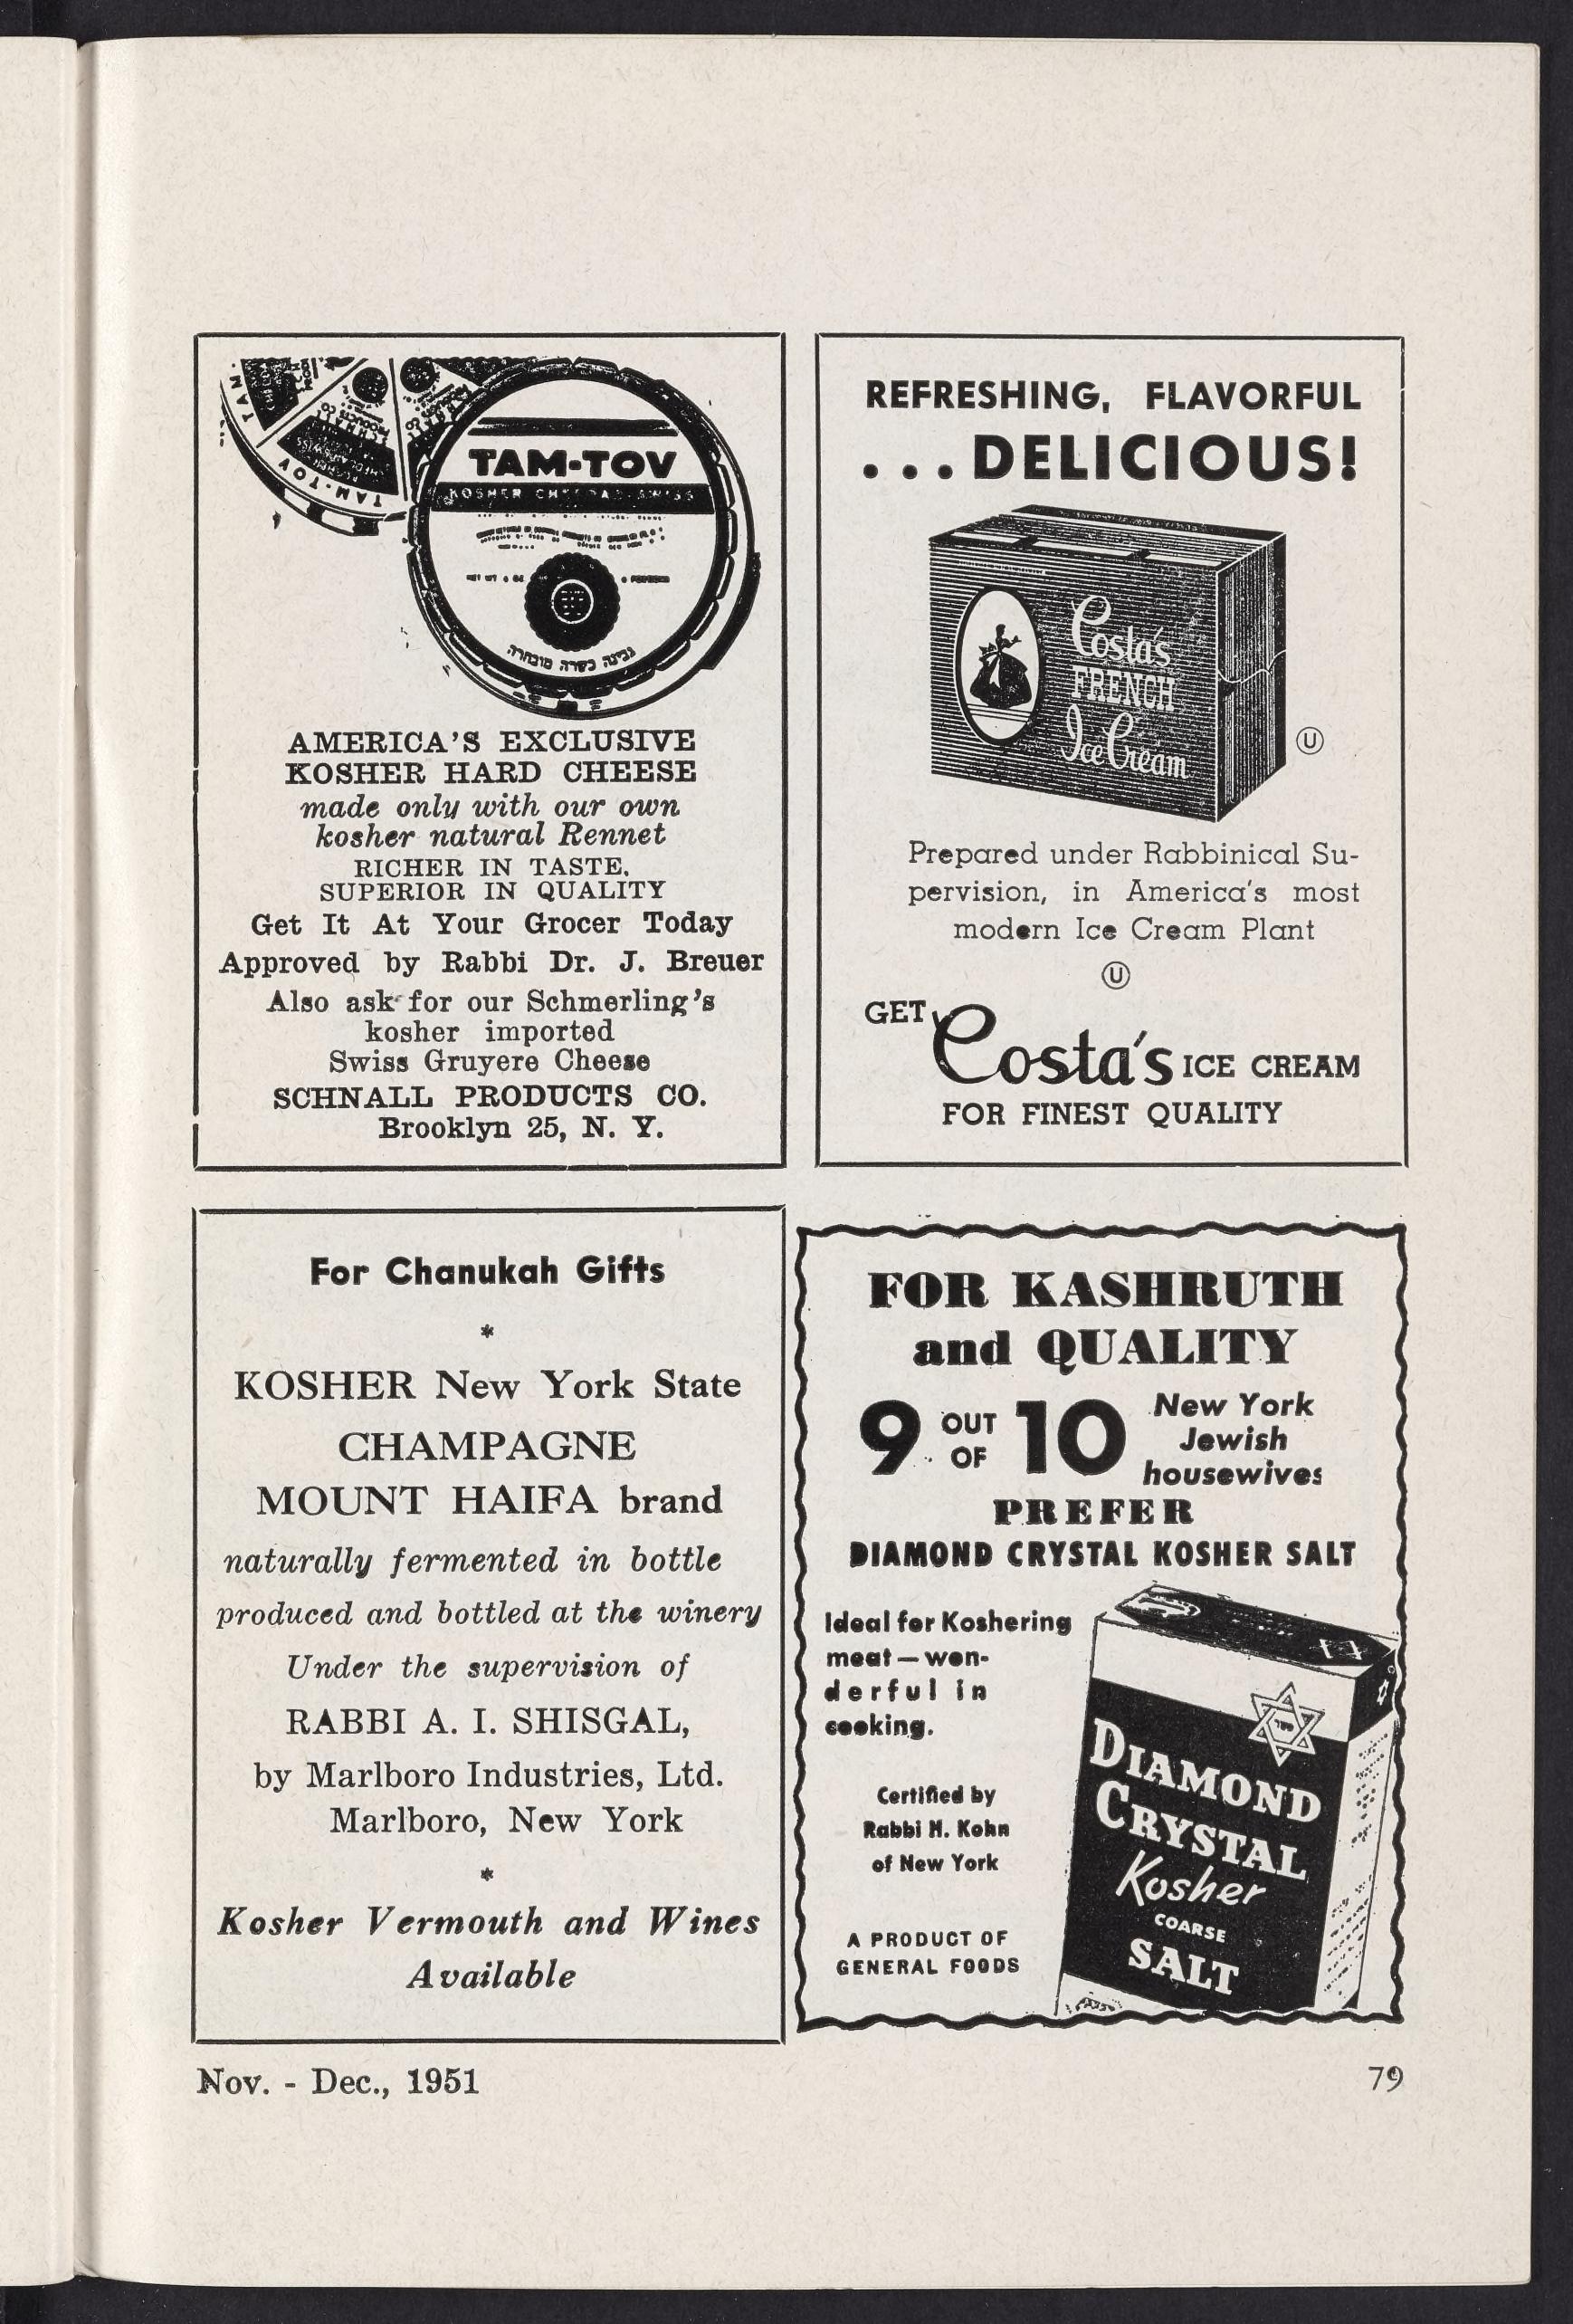 TAM-TOV
TAM-TOV
KOSHER CHEDDAR-SWISS
גבינה כשרה מובחרה
AMERICA'S EXCLUSIVE
KOSHER HARD CHEESE
made only with our own
kosher natural Rennet
RICHER IN TASTE,
SUPERIOR IN QUALITY
Get It At Your Grocer Today
Approved by Rabbi Dr. J. Breuer
Also ask for our Schmerling's
kosher imported
Swiss Gruyere Cheese
SCHNALL PRODUCTS CO.
Brooklyn 25, N. Y.
REFRESHING, FLAVORFUL
...DELICIOUS!
Costa's
FRENCH
Ice Cream
Ⓤ
Prepared under Rabbinical Su-
pervision, in America's most
modern Ice Cream Plant
Ⓤ
GET
Costa's ICE CREAM
FOR FINEST QUALITY
For Chanukah Gifts
*
KOSHER New York State
CHAMPAGNE
MOUNT HAIFA brand
naturally fermented in bottle
produced and bottled at the winery
Under the supervision of
RABBI A. I. SHISGAL,
by Marlboro Industries, Ltd.
Marlboro, New York
*
Kosher Vermouth and Wines
Available
FOR KASHRUTH
and QUALITY
9 OUT OF 10 New York
Jewish
housewives
PREFER
DIAMOND CRYSTAL KOSHER SALT
Ideal for Koshering
meat—won-
derful in
cooking.
Certified by
Rabbi H. Kohn
of New York
A PRODUCT OF
GENERAL FOODS
DIAMOND
CRYSTAL
Kosher
COARSE
SALT
Nov. - Dec., 1951
79